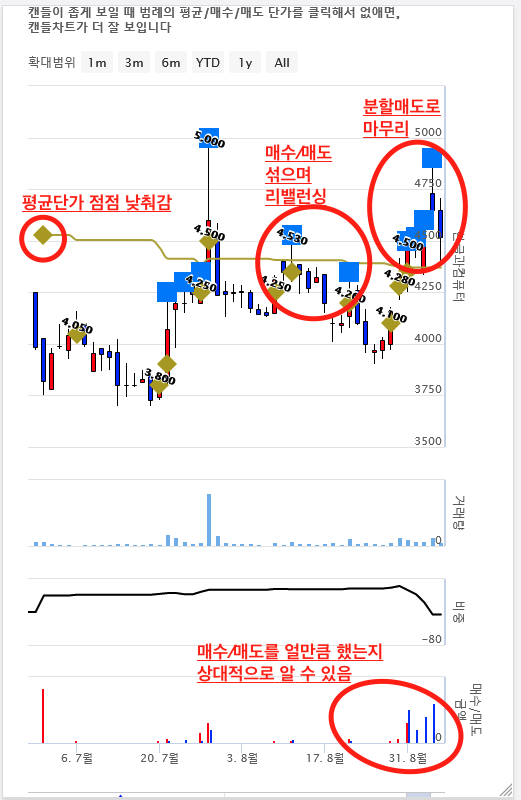 캔들이 좁게 보일 때 범례의 평균/매수/매도 단가를 클릭해서 없애면,
캔들차트가 더 잘 보입니다
확대범위 1m 3m 6m YTD 1y All
분할매도로
마무리
매수/매도
섞으며
리밸런싱
평균단가 점점 낮춰감
5000
4750
4500
4250
4000
3750
3500
한국과컴퓨터
5,000
4,500
4,250
4,050
3,800
4,530
4,250
4,260
4,500
4,280
4,100
거래량
0
비중
-80
매수/매도를 얼만큼 했는지
상대적으로 알 수 있음
매수/매도
금액
0
6. 7월 20. 7월 3. 8월 17. 8월 31. 8월